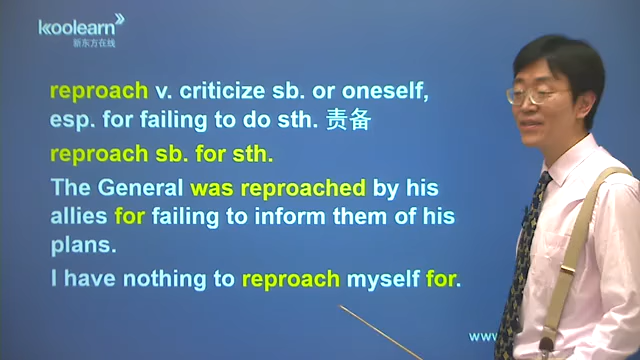 koolearn
新东方在线
reproach v. criticize sb. or oneself,
esp. for failing to do sth. 责备
reproach sb. for sth.
The General was reproached by his
allies for failing to inform them of his
plans.
I have nothing to reproach myself for.
www